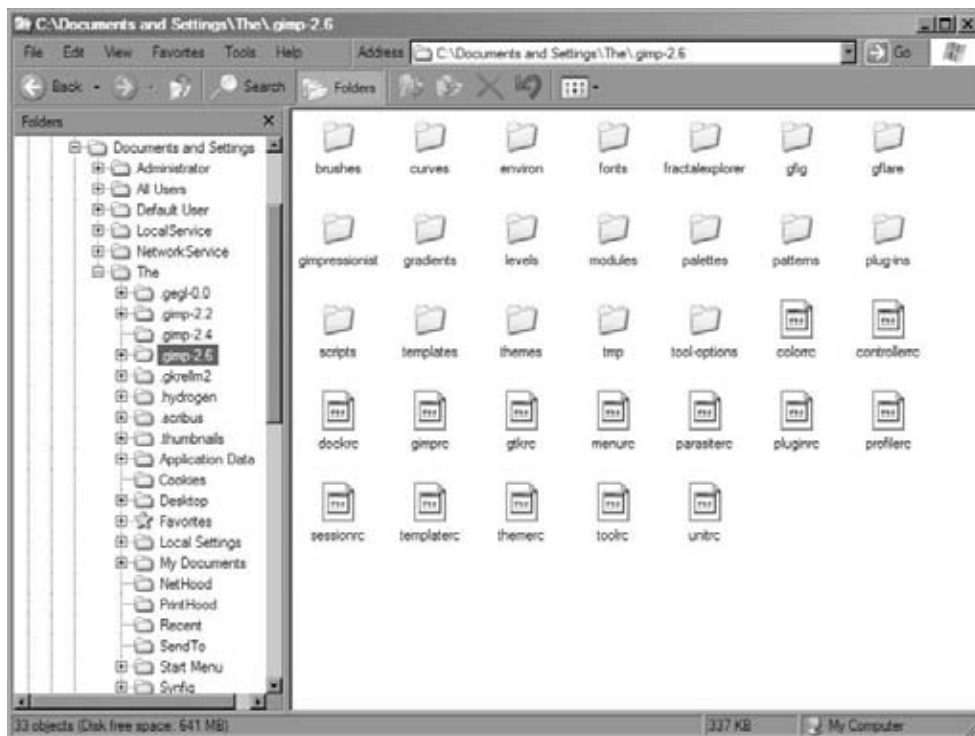 C:\Documents and Settings\The\.gimp-2.6
File Edit View Favorites Tools Help Address C:\Documents and Settings\The\.gimp-2.6 Go
Back Search Folders
Folders
Documents and Settings
Administrator
All Users
Default User
LocalService
NetworkService
The
.gegl-0.0
.gimp-2.2
.gimp-2.4
.gimp-2.6
.gkrellm2
.hydrogen
.scribus
.thumbnails
Application Data
Cookies
Desktop
Favorites
Local Settings
My Documents
NetHood
PrintHood
Recent
SendTo
Start Menu
Synfig
brushes curves environ fonts fractalexplorer gfig gflare
gimpressionist gradients levels modules palettes patterns plug-ins
scripts templates themes tmp tool-options colorrc controllerrc
dockrc gimprc gtkrc menurc parasiterc pluginrc profilerc
sessionrc templaterc themerc toolrc unitrc
33 objects (Disk free space: 641 MB) 337 KB My Computer